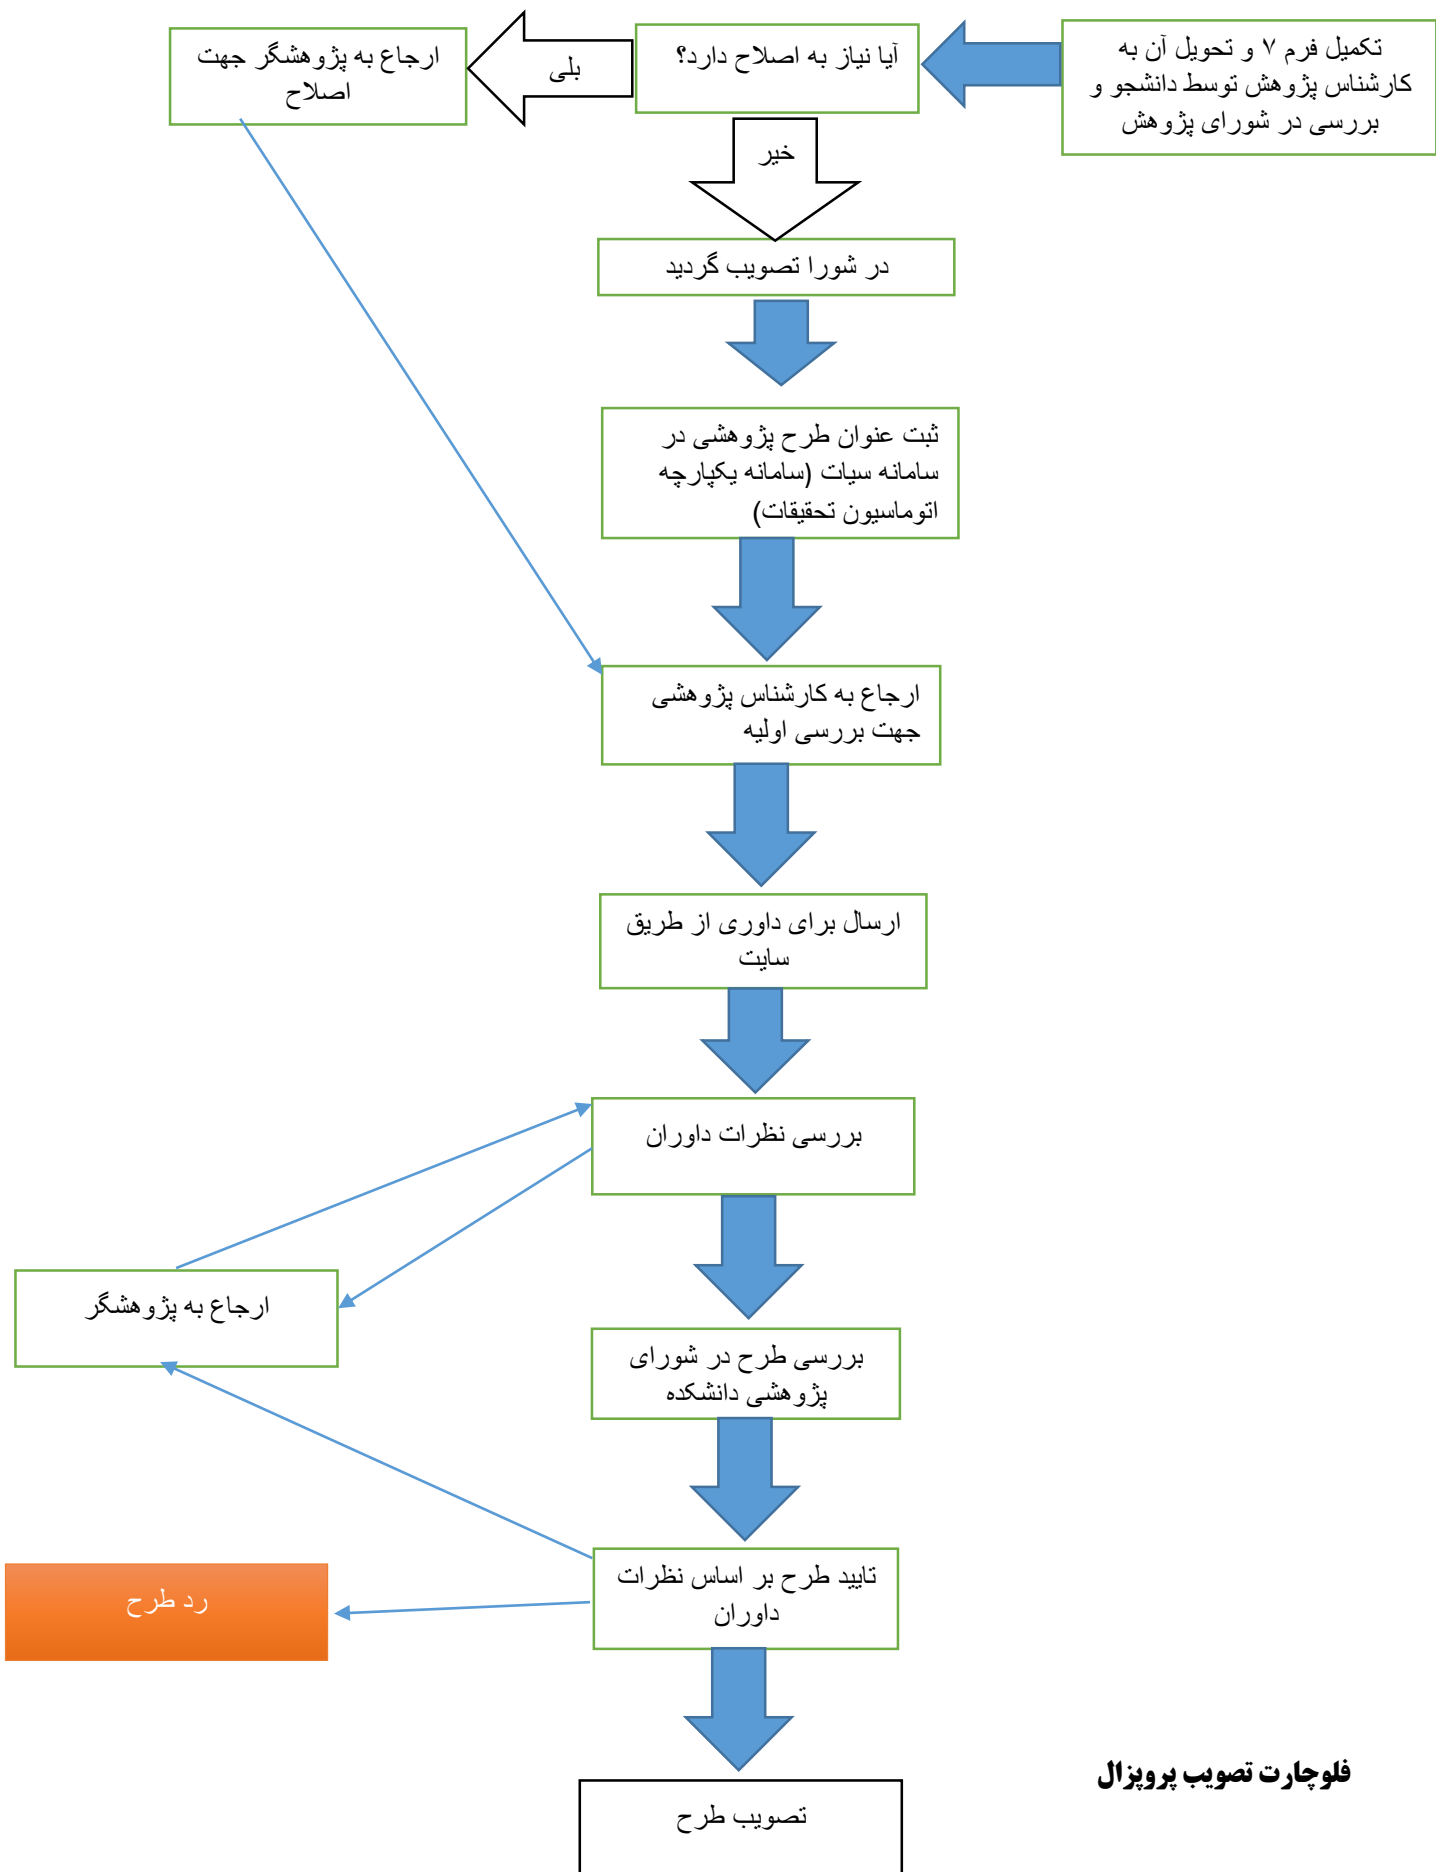 تکمیل فرم ۷ و تحویل آن به
کارشناس پژوهش توسط دانشجو و
بررسی در شورای پژوهش
آیا نیاز به اصلاح دارد؟
بلی
ارجاع به پژوهشگر جهت
اصلاح
خیر
در شورا تصویب گردید
ثبت عنوان طرح پژوهشی در
سامانه سیات (سامانه یکپارچه
اتوماسیون تحقیقات)
ارجاع به کارشناس پژوهشی
جهت بررسی اولیه
ارسال برای داوری از طریق
سایت
بررسی نظرات داوران
ارجاع به پژوهشگر
بررسی طرح در شورای
پژوهشی دانشکده
تایید طرح بر اساس نظرات
داوران
رد طرح
فلوچارت تصویب پروپزال
تصویب طرح